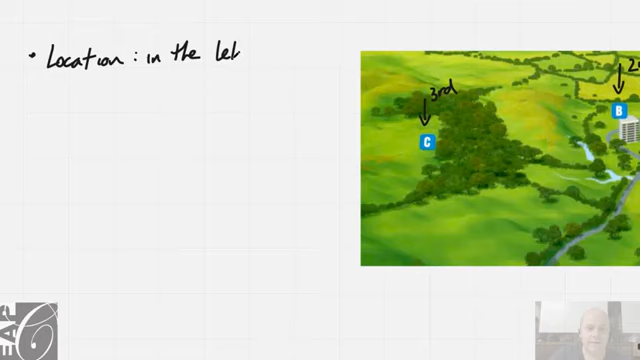 • Location : in the lef
3rd
C
B
EAP